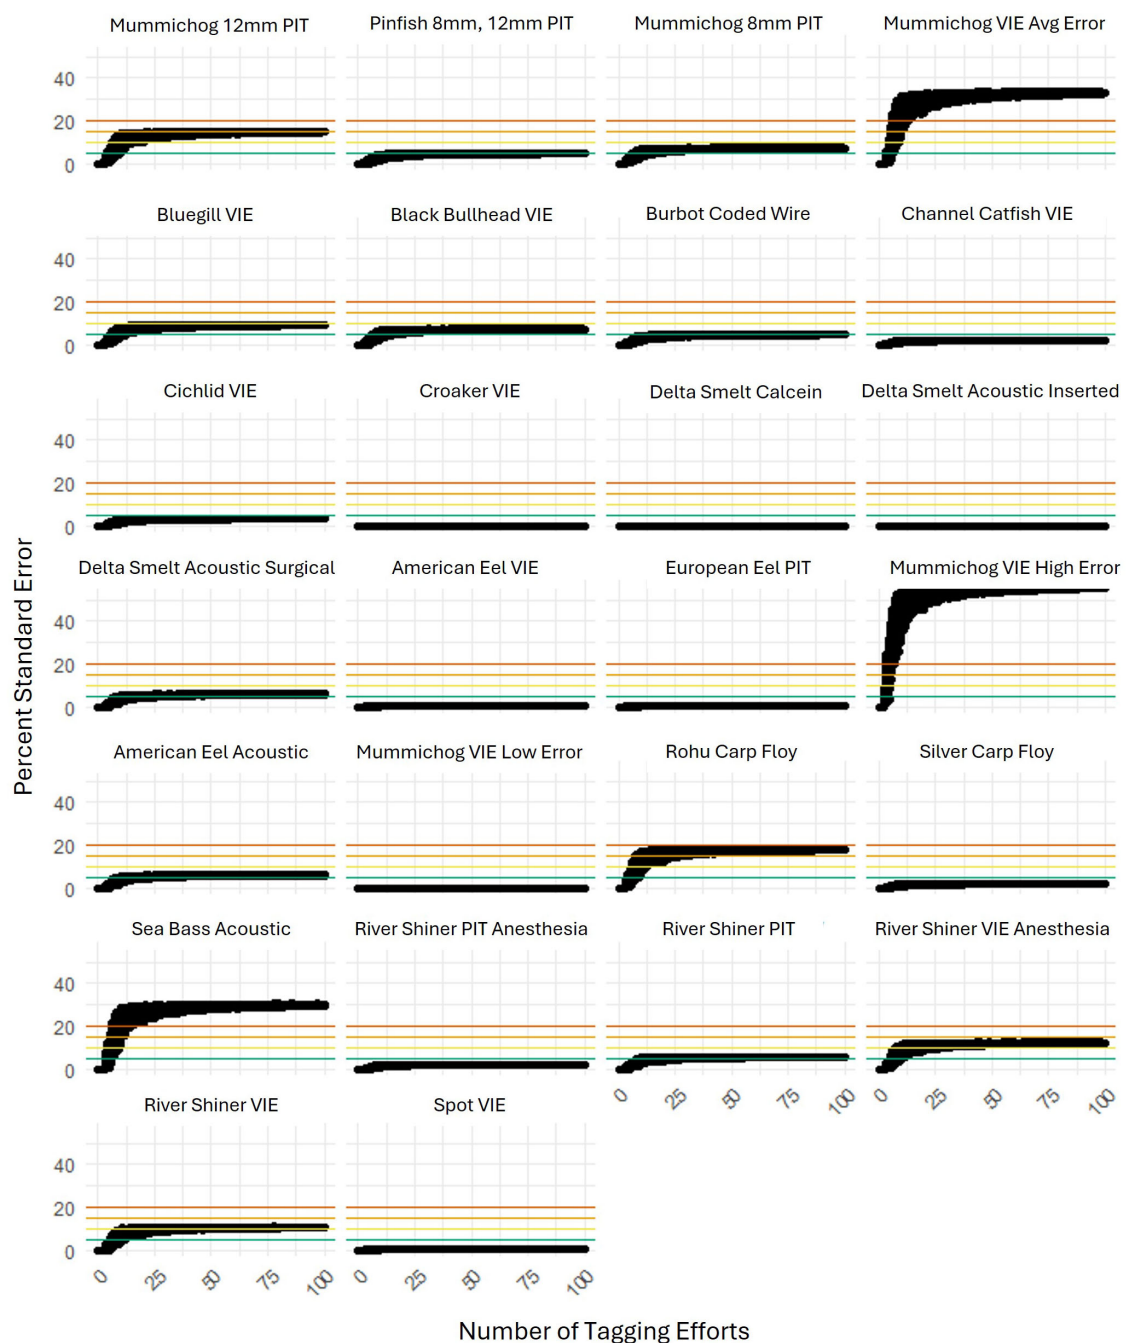 Mummichog 12mm PIT
Pinfish 8mm, 12mm PIT
Mummichog 8mm PIT
Mummichog VIE Avg Error
40
20
0
Bluegill VIE
Black Bullhead VIE
Burbot Coded Wire
Channel Catfish VIE
40
20
0
Cichlid VIE
Croaker VIE
Delta Smelt Calcein
Delta Smelt Acoustic Inserted
40
20
0
Percent Standard Error
Delta Smelt Acoustic Surgical
American Eel VIE
European Eel PIT
Mummichog VIE High Error
40
20
0
American Eel Acoustic
Mummichog VIE Low Error
Rohu Carp Floy
Silver Carp Floy
40
20
0
Sea Bass Acoustic
River Shiner PIT Anesthesia
River Shiner PIT
River Shiner VIE Anesthesia
40
20
0
0 25 50 75 100
0 25 50 75 100
River Shiner VIE
Spot VIE
40
20
0
0 25 50 75 100
0 25 50 75 100
Number of Tagging Efforts